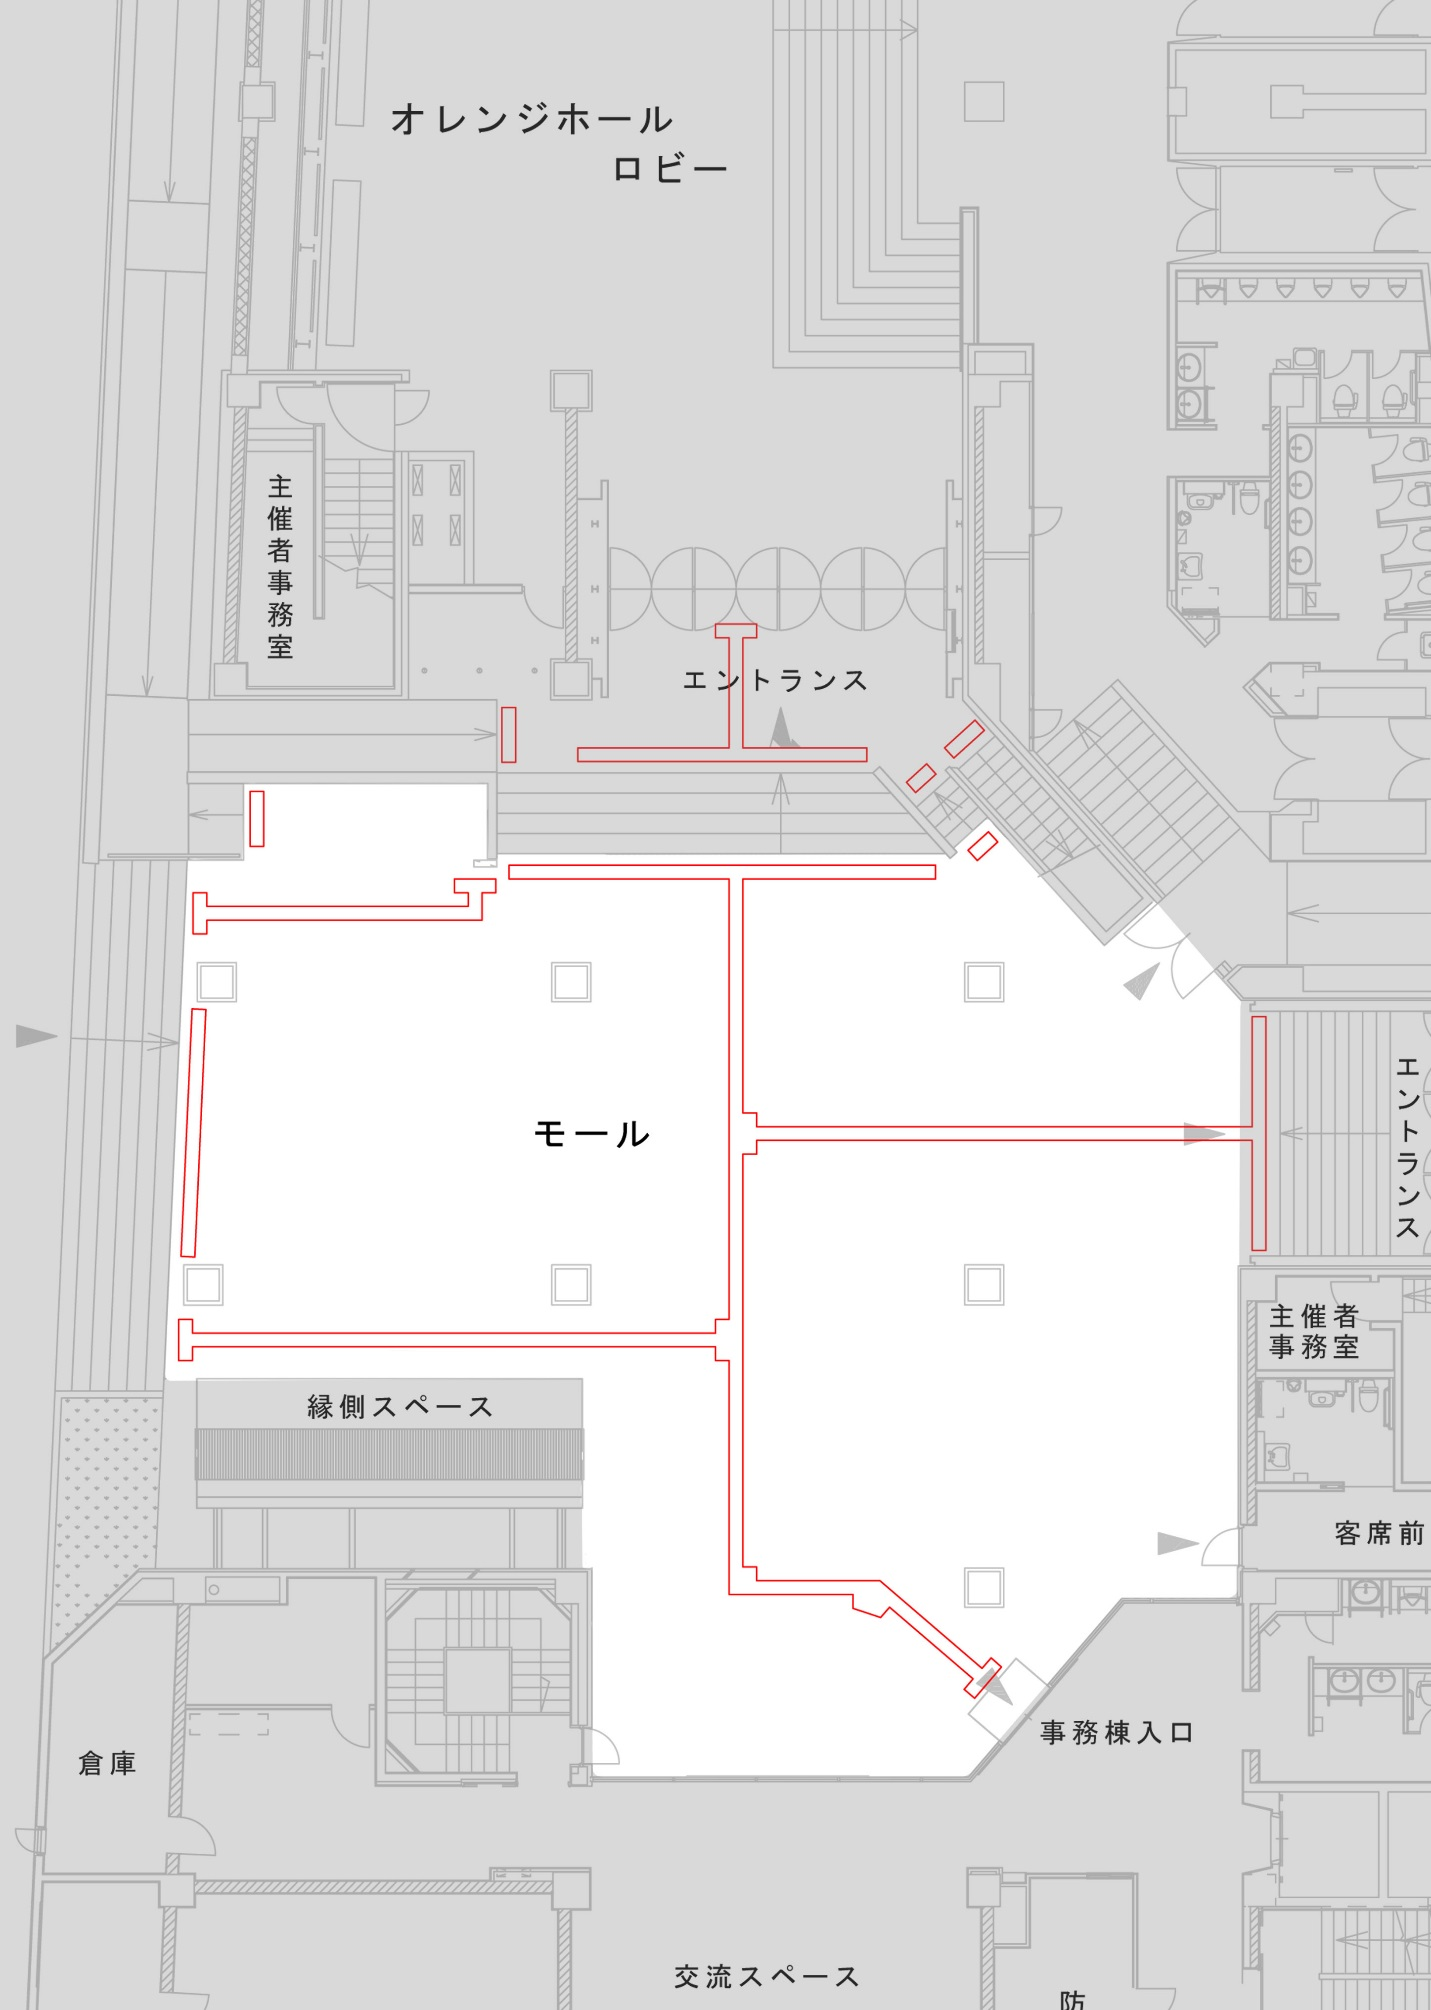 オレンジホール
ロビー
主催者事務室
エントランス
モール
エントランス
主催者
事務室
縁側スペース
客席前
事務棟入口
倉庫
交流スペース
防